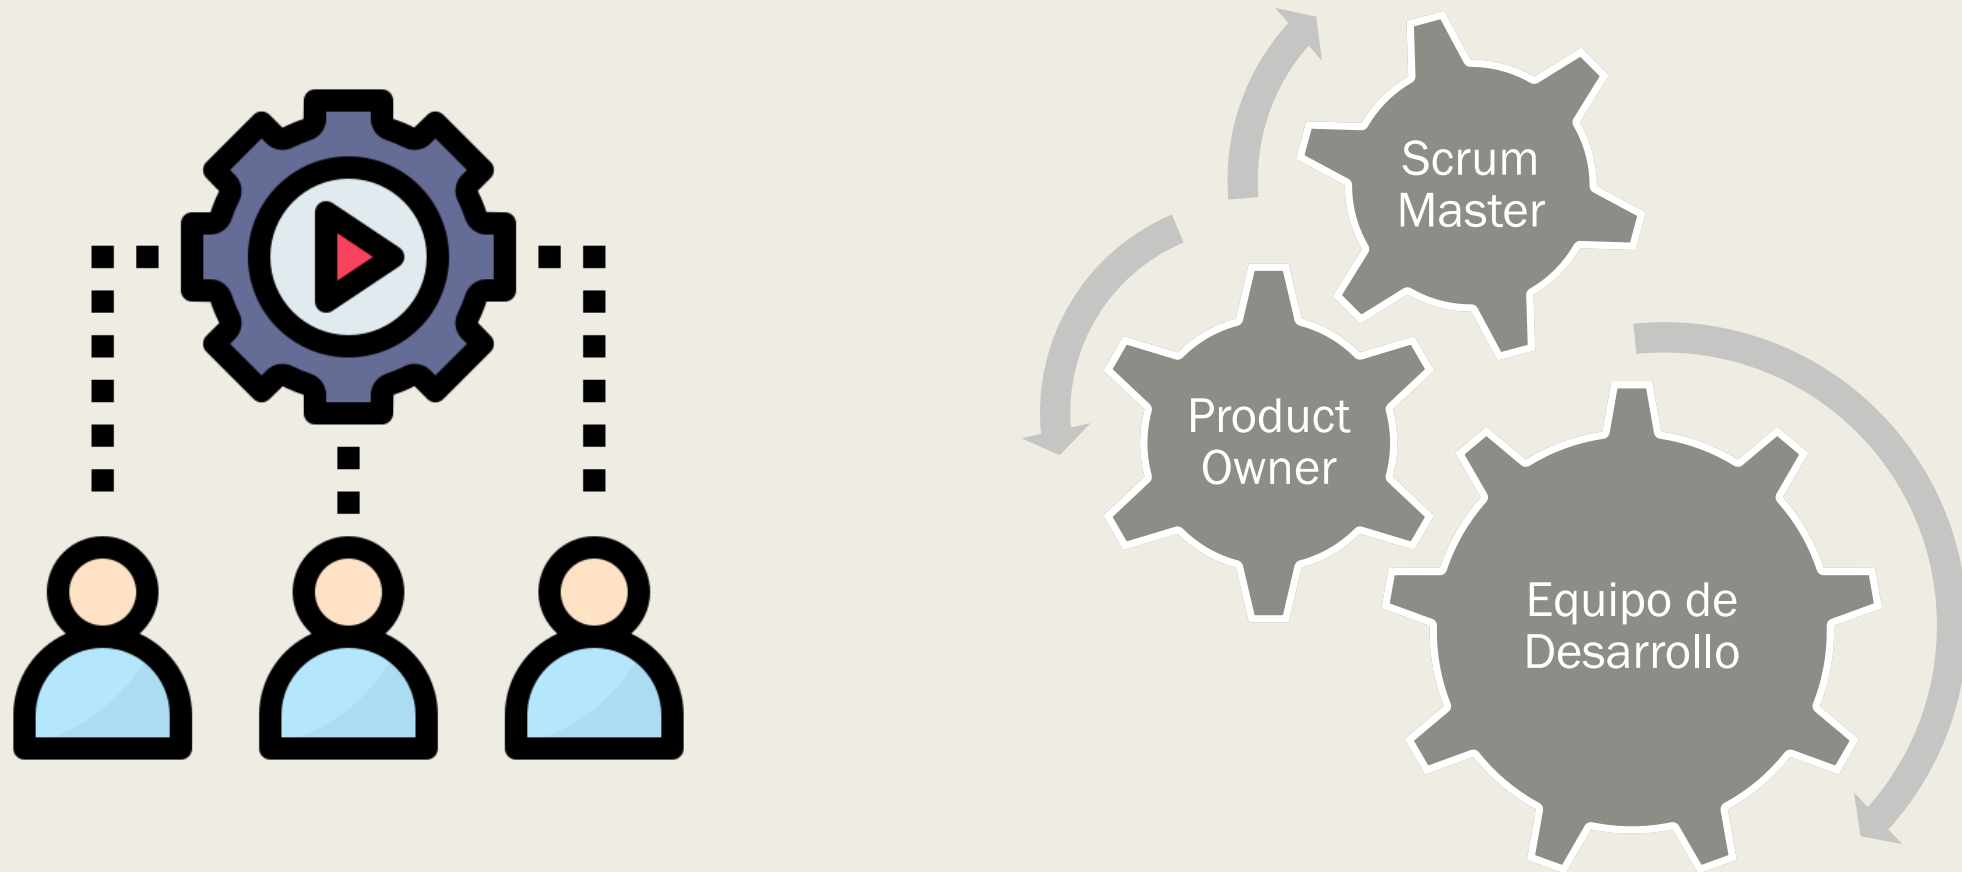 Scrum
Master
Product
Owner
Equipo de
Desarrollo